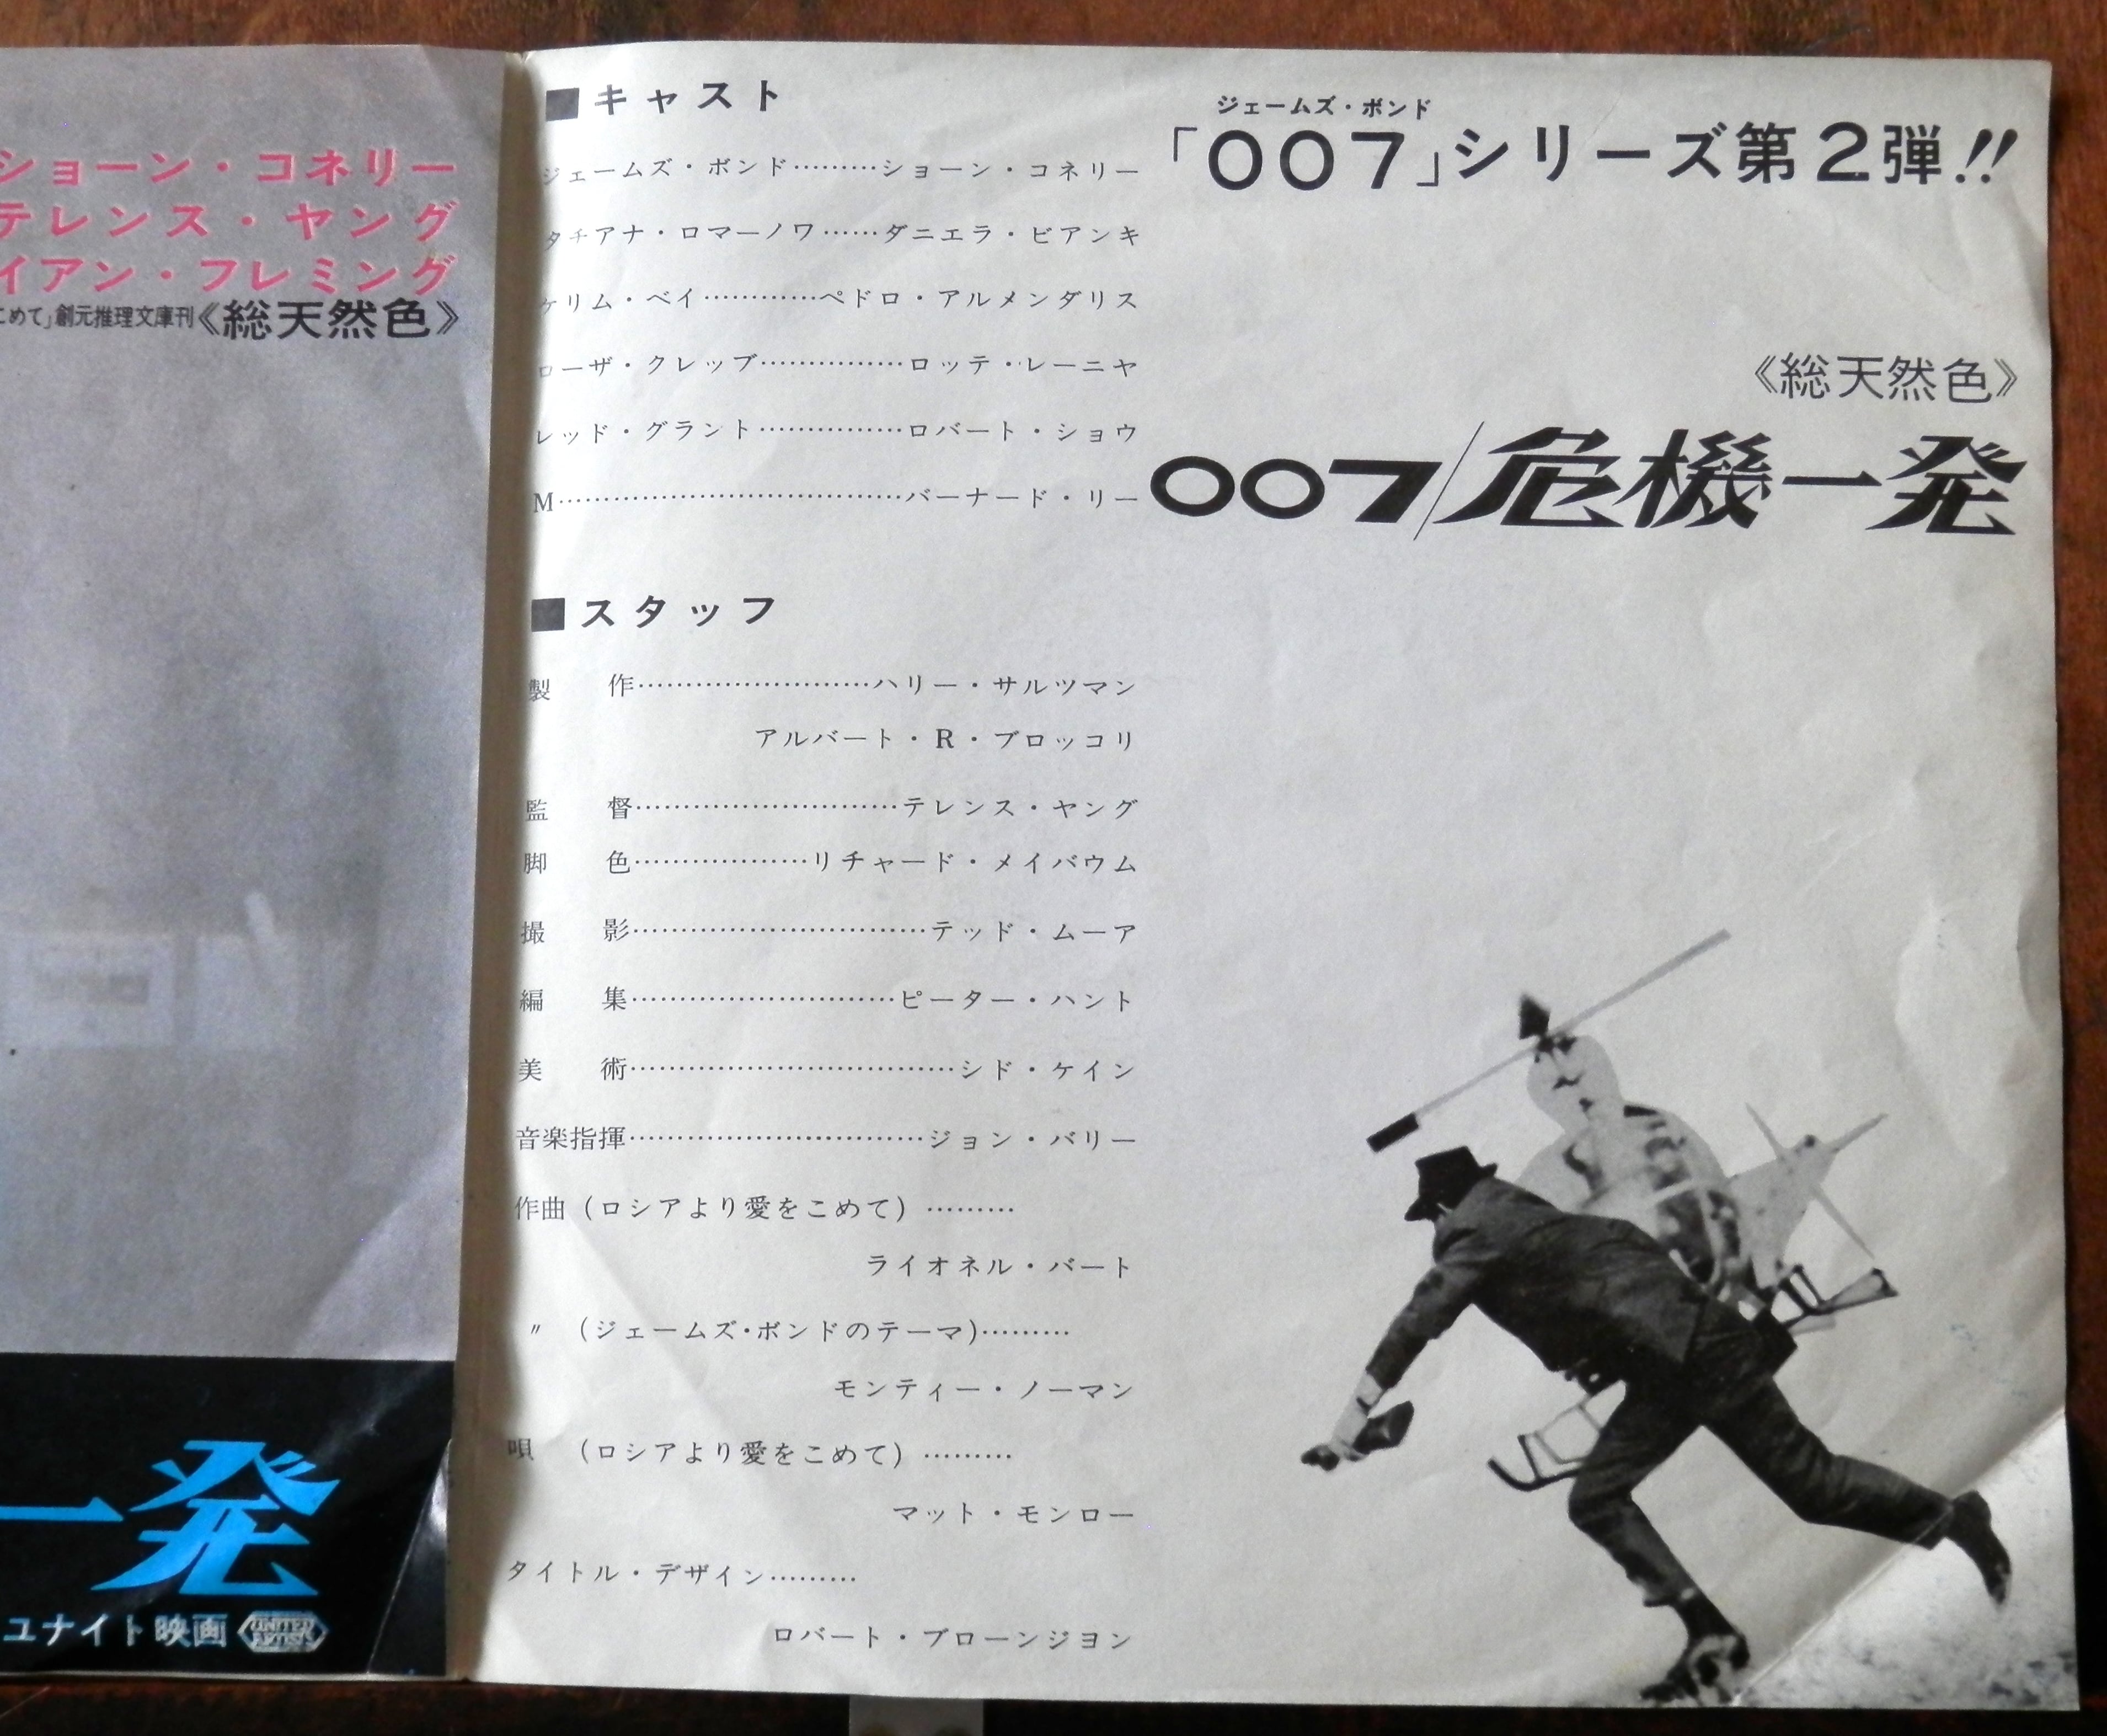 ショーン・コネリー
テレンス・ヤング
イアン・フレミング
こめて」創元推理文庫刊《総天然色》
一発
ユナイト映画
UNITED ARTISTS
■キャスト
ジェームズ・ボンド………ショーン・コネリー
タチアナ・ロマーノワ……ダニエラ・ビアンキ
ケリム・ベイ…………ペドロ・アルメンダリス
ローザ・クレッブ……………ロッテ・レーニヤ
レッド・グラント……………ロバート・ショウ
M………………………………バーナード・リー
■スタッフ
製作……………………ハリー・サルツマン
アルバート・R・ブロッコリ
監督………………………テレンス・ヤング
脚色………………リチャード・メイバウム
撮影…………………………テッド・ムーア
編集………………………ピーター・ハント
美術……………………………シド・ケイン
音楽指揮…………………………ジョン・バリー
作曲(ロシアより愛をこめて)………
ライオネル・バート
〃(ジェームズ・ボンドのテーマ)………
モンティー・ノーマン
唄(ロシアより愛をこめて)………
マット・モンロー
タイトル・デザイン………
ロバート・ブローンジョン
ジェームズ・ボンド
「007」シリーズ第2弾!!
《総天然色》
007/危機一発